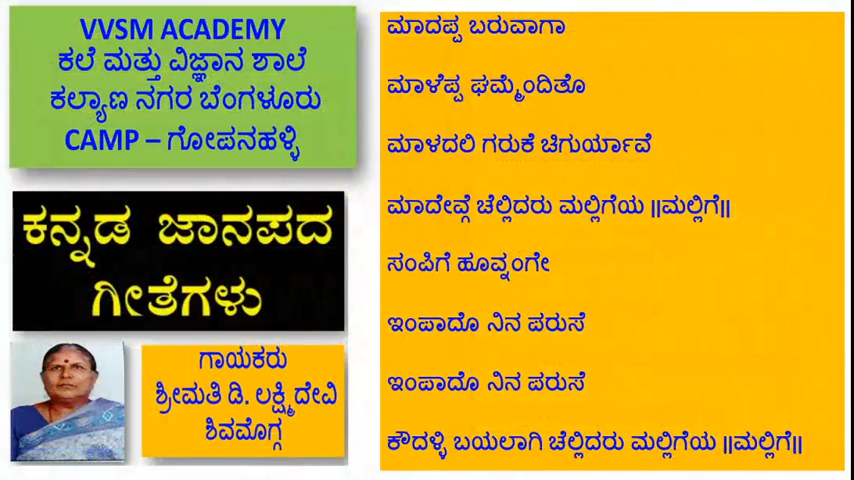 VVSM ACADEMY
ಕಲೆ ಮತ್ತು ವಿಜ್ಞಾನ ಶಾಲೆ
ಕಲ್ಯಾಣ ನಗರ ಬೆಂಗಳೂರು
CAMP – ಗೋಪನಹಳ್ಳಿ
ಕನ್ನಡ ಜಾನಪದ
ಗೀತೆಗಳು
ಗಾಯಕರು
ಶ್ರೀಮತಿ ಡಿ. ಲಕ್ಷ್ಮಿದೇವಿ
ಶಿವಮೊಗ್ಗ
ಮಾದಪ್ಪ ಬರುವಾಗಾ
ಮಾಳೆಪ್ಪ ಘಮ್ಮೆಂದಿತೊ
ಮಾಳದಲಿ ಗರುಕೆ ಚಿಗುರ್ಯಾವೆ
ಮಾದೇವ್ಗೆ ಚೆಲ್ಲಿದರು ಮಲ್ಲಿಗೆಯ ||ಮಲ್ಲಿಗೆ||
ಸಂಪಿಗೆ ಹೂವ್ನಂಗೇ
ಇಂಪಾದೊ ನಿನ ಪರುಸೆ
ಇಂಪಾದೊ ನಿನ ಪರುಸೆ
ಕೌದಳ್ಳಿ ಬಯಲಾಗಿ ಚೆಲ್ಲಿದರು ಮಲ್ಲಿಗೆಯ ||ಮಲ್ಲಿಗೆ||